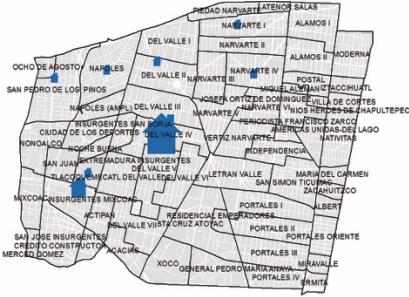 PIEDAD NARVARTE
ATENOR SALAS
NARVARTE I
ALAMOS I
DEL VALLE I
NARVARTE II
ALAMOS II
MODERNA
OCHO DE AGOSTO
NAPOLES
DEL VALLE II
NARVARTE III
NARVARTE IV
POSTAL
IZTACCIHUATL
SAN PEDRO DE LOS PINOS
MIGUEL ALEMAN
VILLA DE CORTES
NAPOLES (AMPL)
DEL VALLE III
JOSEFA ORTIZ DE DOMINGUEZ
NARVARTE VI
NIÑOS HEROES DE CHAPULTEPEC
NARVARTE V
INSURGENTES SAN BORJA
PERIODISTA FRANCISCO ZARCO
CIUDAD DE LOS DEPORTES
DEL VALLE IV
VERTIZ NARVARTE
AMERICAS UNIDAS-DEL LAGO
NATIVITAS
NONOALCO
NOCHE BUENA
INDEPENDENCIA
SAN JUAN
EXTREMADURA INSURGENTES
DEL VALLE V
TLACOQUEMECATL DEL VALLE
DEL VALLE VI
LETRAN VALLE
MARIA DEL CARMEN
SAN SIMON TICUMAC
ZACAHUITZCO
MIXCOAC
INSURGENTES MIXCOAC
PORTALES I
ALBERT
ACTIPAN
RESIDENCIAL EMPERADORES
DEL VALLE VII
STA CRUZ ATOYAC
PORTALES II
PORTALES ORIENTE
SAN JOSE INSURGENTES
CREDITO CONSTRUCTOR
ACACIAS
PORTALES III
MERCED GOMEZ
XOCO
GENERAL PEDRO MARIA ANAYA
MIRAVALLE
PORTALES IV
ERMITA